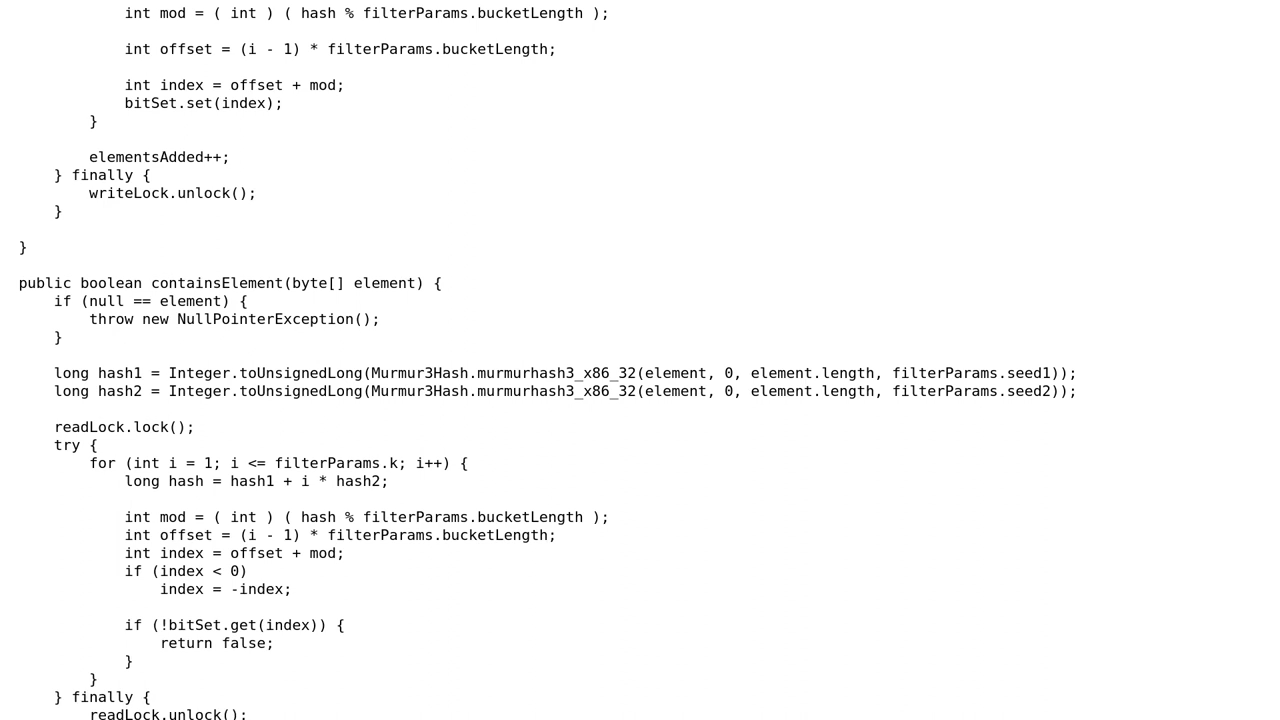 int mod = ( int ) ( hash % filterParams.bucketLength );
int offset = (i - 1) * filterParams.bucketLength;
int index = offset + mod;
bitSet.set(index);
}
elementsAdded++;
} finally {
writeLock.unlock();
}
}
public boolean containsElement(byte[] element) {
if (null == element) {
throw new NullPointerException();
}
long hash1 = Integer.toUnsignedLong(Murmur3Hash.murmurhash3_x86_32(element, 0, element.length, filterParams.seed1));
long hash2 = Integer.toUnsignedLong(Murmur3Hash.murmurhash3_x86_32(element, 0, element.length, filterParams.seed2));
readLock.lock();
try {
for (int i = 1; i <= filterParams.k; i++) {
long hash = hash1 + i * hash2;
int mod = ( int ) ( hash % filterParams.bucketLength );
int offset = (i - 1) * filterParams.bucketLength;
int index = offset + mod;
if (index < 0)
index = -index;
if (!bitSet.get(index)) {
return false;
}
}
} finally {
readLock.unlock();